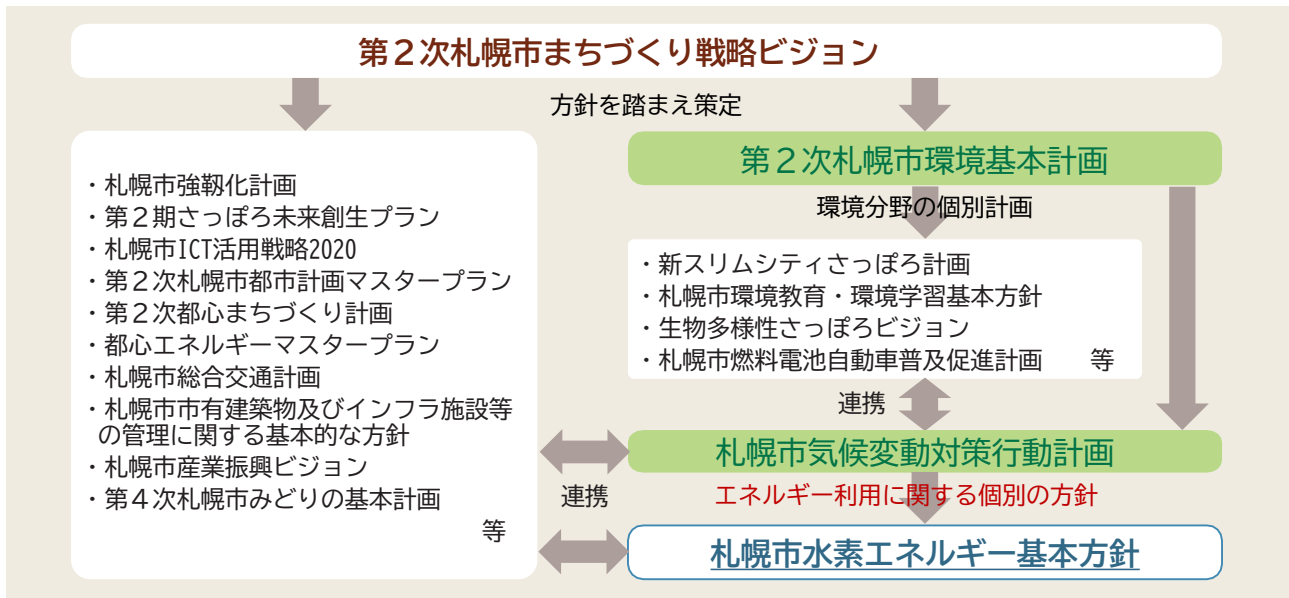 第2次札幌市まちづくり戦略ビジョン
方針を踏まえ策定
・札幌市強靱化計画
・第2期さっぽろ未来創生プラン
・札幌市ICT活用戦略2020
・第2次札幌市都市計画マスタープラン
・第2次都心まちづくり計画
・都心エネルギーマスタープラン
・札幌市総合交通計画
・札幌市市有建築物及びインフラ施設等
の管理に関する基本的な方針
・札幌市産業振興ビジョン
・第4次札幌市みどりの基本計画
等
第2次札幌市環境基本計画
環境分野の個別計画
・新スリムシティさっぽろ計画
・札幌市環境教育・環境学習基本方針
・生物多様性さっぽろビジョン
・札幌市燃料電池自動車普及促進計画 等
連携
札幌市気候変動対策行動計画
連携
エネルギー利用に関する個別の方針
札幌市水素エネルギー基本方針